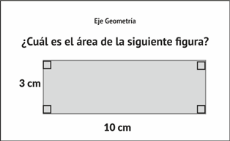 Eje Geometría
¿Cuál es el área de la siguiente figura?
3 cm
10 cm